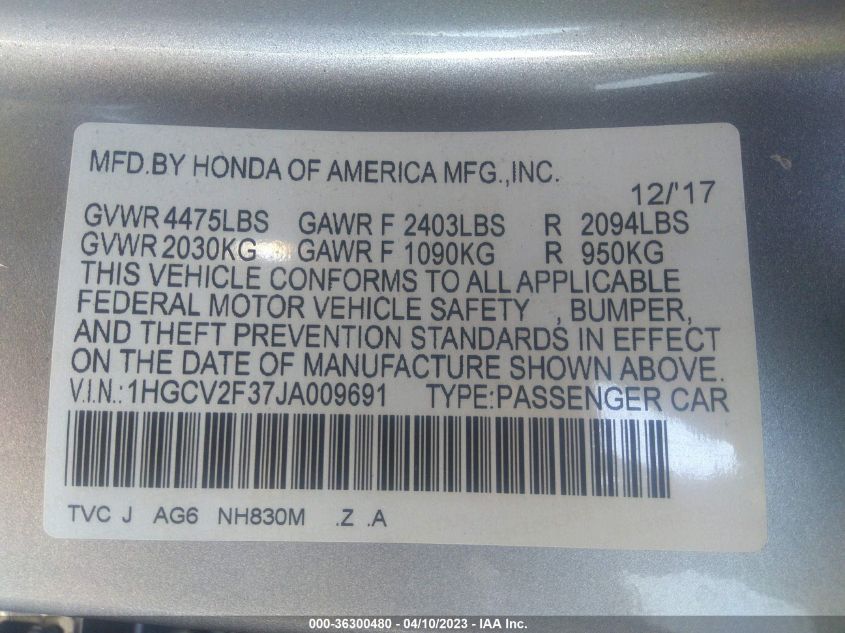 MFD.BY HONDA OF AMERICA MFG.,INC.
12/'17
GVWR 4475LBS GAWR F 2403LBS R 2094LBS
GVWR 2030KG GAWR F 1090KG R 950KG
THIS VEHICLE CONFORMS TO ALL APPLICABLE
FEDERAL MOTOR VEHICLE SAFETY , BUMPER,
AND THEFT PREVENTION STANDARDS IN EFFECT
ON THE DATE OF MANUFACTURE SHOWN ABOVE.
V.I.N.: 1HGCV2F37JA009691 TYPE:PASSENGER CAR
TVC J AG6 NH830M .Z .A
000-36300480 - 04/10/2023 - IAA Inc.